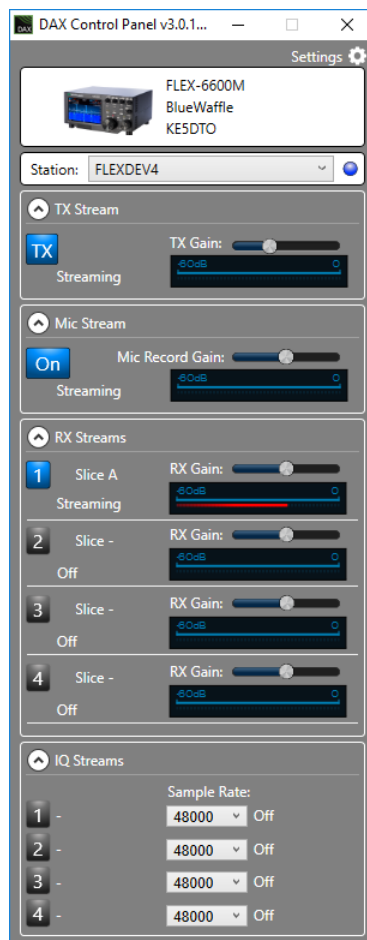 DAX DAX Control Panel v3.0.1...
Settings
FLEX-6600M
BlueWaffle
KE5DTO
Station: FLEXDEV4
TX Stream
TX TX Gain:
-60dB 0
Streaming
Mic Stream
On Mic Record Gain:
-60dB 0
Streaming
RX Streams
1 Slice A RX Gain:
-60dB 0
Streaming
2 Slice - RX Gain:
-60dB 0
Off
3 Slice - RX Gain:
-60dB 0
Off
4 Slice - RX Gain:
-60dB 0
Off
IQ Streams
Sample Rate:
1 - 48000 Off
2 - 48000 Off
3 - 48000 Off
4 - 48000 Off